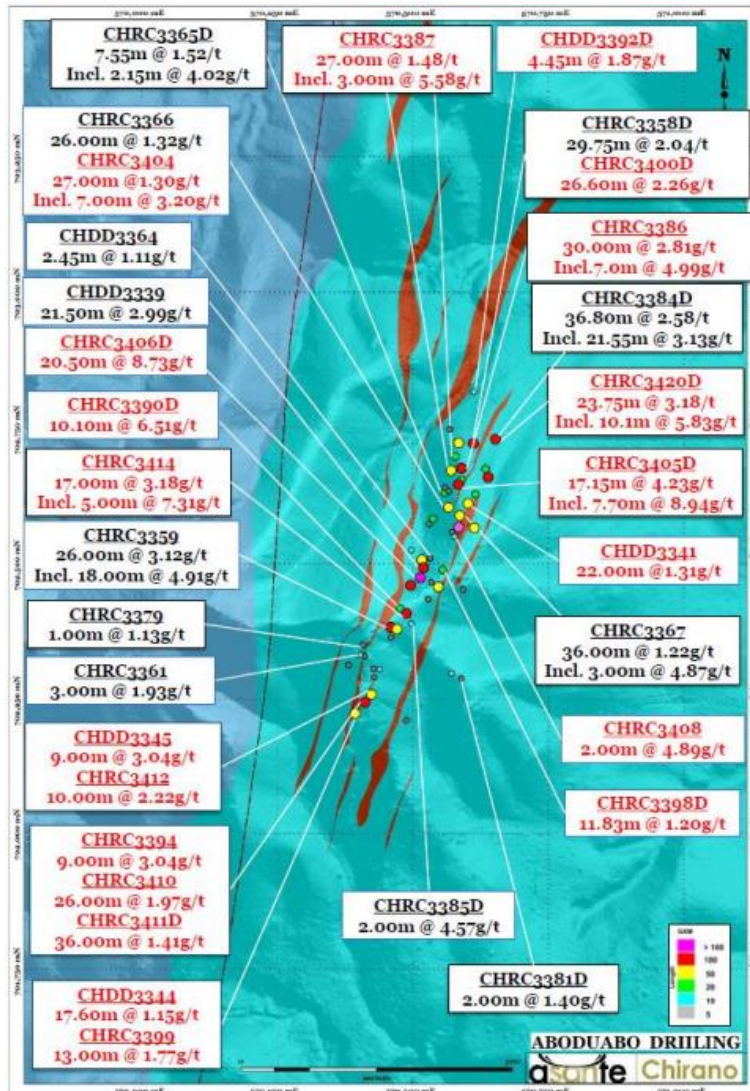 CHRC3365D
7.55m @ 1.52/t
Incl. 2.15m @ 4.02g/t
CHRC3387
27.00m @ 1.48/t
Incl. 3.00m @ 5.58g/t
CHDD3392D
4.45m @ 1.87g/t
N
CHRC3366
26.00m @ 1.32g/t
CHRC3404
27.00m @1.30g/t
Incl. 7.00m @ 3.20g/t
CHRC3358D
29.75m @ 2.04/t
CHRC3400D
26.60m @ 2.26g/t
CHDD3364
2.45m @ 1.11g/t
CHRC3386
30.00m @ 2.81g/t
Incl.7.0m @ 4.99g/t
CHDD3339
21.50m @ 2.99g/t
CHRC3384D
36.80m @ 2.58/t
Incl. 21.55m @ 3.13g/t
CHRC3406D
20.50m @ 8.73g/t
CHRC3420D
23.75m @ 3.18/t
Incl. 10.1m @ 5.83g/t
CHRC3390D
10.10m @ 6.51g/t
CHRC3414
17.00m @ 3.18g/t
Incl. 5.00m @ 7.31g/t
CHRC3405D
17.15m @ 4.23g/t
Incl. 7.70m @ 8.94g/t
CHRC3359
26.00m @ 3.12g/t
Incl. 18.00m @ 4.91g/t
CHDD3341
22.00m @1.31g/t
CHRC3379
1.00m @ 1.13g/t
CHRC3367
36.00m @ 1.22g/t
Incl. 3.00m @ 4.87g/t
CHRC3361
3.00m @ 1.93g/t
CHDD3345
9.00m @ 3.04g/t
CHRC3412
10.00m @ 2.22g/t
CHRC3408
2.00m @ 4.89g/t
CHRC3398D
11.83m @ 1.20g/t
CHRC3394
9.00m @ 3.04g/t
CHRC3410
26.00m @ 1.97g/t
CHRC3411D
36.00m @ 1.41g/t
CHRC3385D
2.00m @ 4.57g/t
CHRC3381D
2.00m @ 1.40g/t
CHDD3344
17.60m @ 1.15g/t
CHRC3399
13.00m @ 1.77g/t
GXM
Length
> 100
100
50
20
10
5
ABODUABO DRIILING
asante Chirano